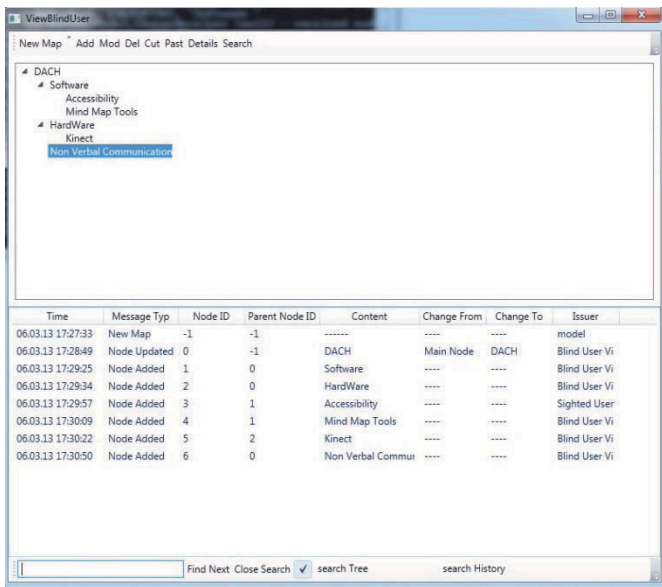 ViewBlindUser
New Map Add Mod Del Cut Past Details Search
DACH
Software
Accessibility
Mind Map Tools
HardWare
Kinect
Non Verbal Communication
Time Message Typ Node ID Parent Node ID Content Change From Change To Issuer
06.03.13 17:27:33 New Map -1 -1 ------ ---- ---- model
06.03.13 17:28:49 Node Updated 0 -1 DACH Main Node DACH Blind User Vi
06.03.13 17:29:25 Node Added 1 0 Software ---- ---- Blind User Vi
06.03.13 17:29:34 Node Added 2 0 HardWare ---- ---- Blind User Vi
06.03.13 17:29:57 Node Added 3 1 Accessibility ---- ---- Sighted User
06.03.13 17:30:09 Node Added 4 1 Mind Map Tools ---- ---- Blind User Vi
06.03.13 17:30:22 Node Added 5 2 Kinect ---- ---- Blind User Vi
06.03.13 17:30:50 Node Added 6 0 Non Verbal Commu ---- ---- Blind User Vi
Find Next Close Search search Tree search History